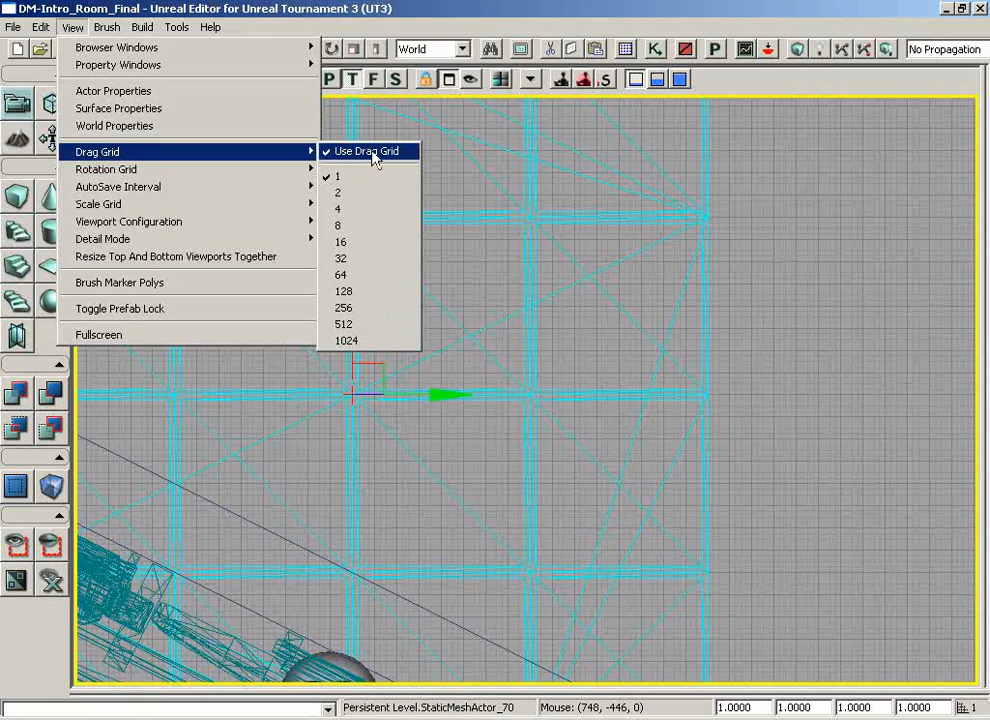 DM-Intro_Room_Final - Unreal Editor for Unreal Tournament 3 (UT3)
File Edit View Brush Build Tools Help
World
No Propagation
P T F S
Browser Windows
Property Windows
Actor Properties
Surface Properties
World Properties
Drag Grid
Rotation Grid
AutoSave Interval
Scale Grid
Viewport Configuration
Detail Mode
Resize Top And Bottom Viewports Together
Brush Marker Polys
Toggle Prefab Lock
Fullscreen
Use Drag Grid
1
2
4
8
16
32
64
128
256
512
1024
Persistent Level.StaticMeshActor_70 Mouse: (748, -446, 0) 1.0000 1.0000 1.0000 1.0000 1